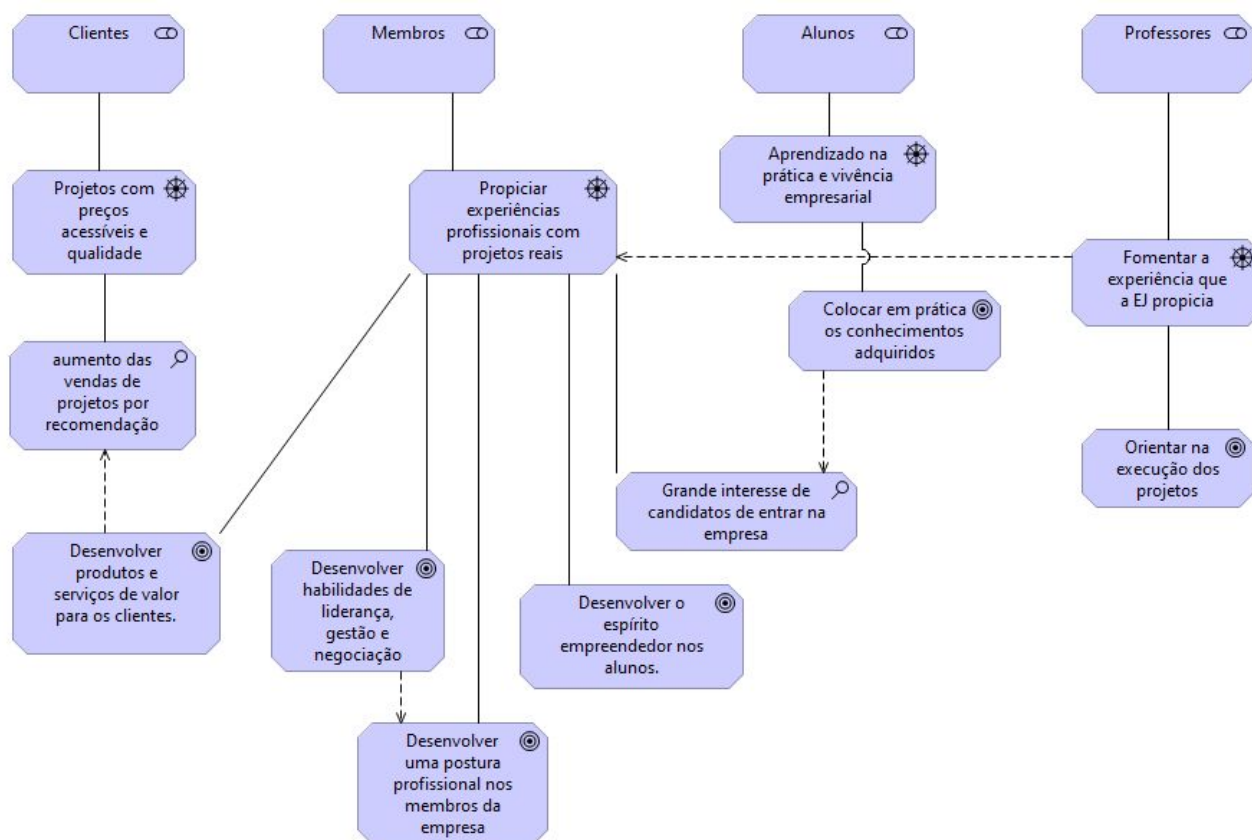 Clientes
Membros
Alunos
Professores
Projetos com
preços
acessíveis e
qualidade
Propiciar
experiências
profissionais com
projetos reais
Aprendizado na
prática e vivência
empresarial
Fomentar a
experiência que
a EJ propicia
Colocar em prática
os conhecimentos
adquiridos
aumento das
vendas de
projetos por
recomendação
Orientar na
execução dos
projetos
Grande interesse de
candidatos de entrar na
empresa
Desenvolver
produtos e
serviços de valor
para os clientes.
Desenvolver
habilidades de
liderança,
gestão e
negociação
Desenvolver o
espírito
empreendedor nos
alunos.
Desenvolver
uma postura
profissional nos
membros da
empresa